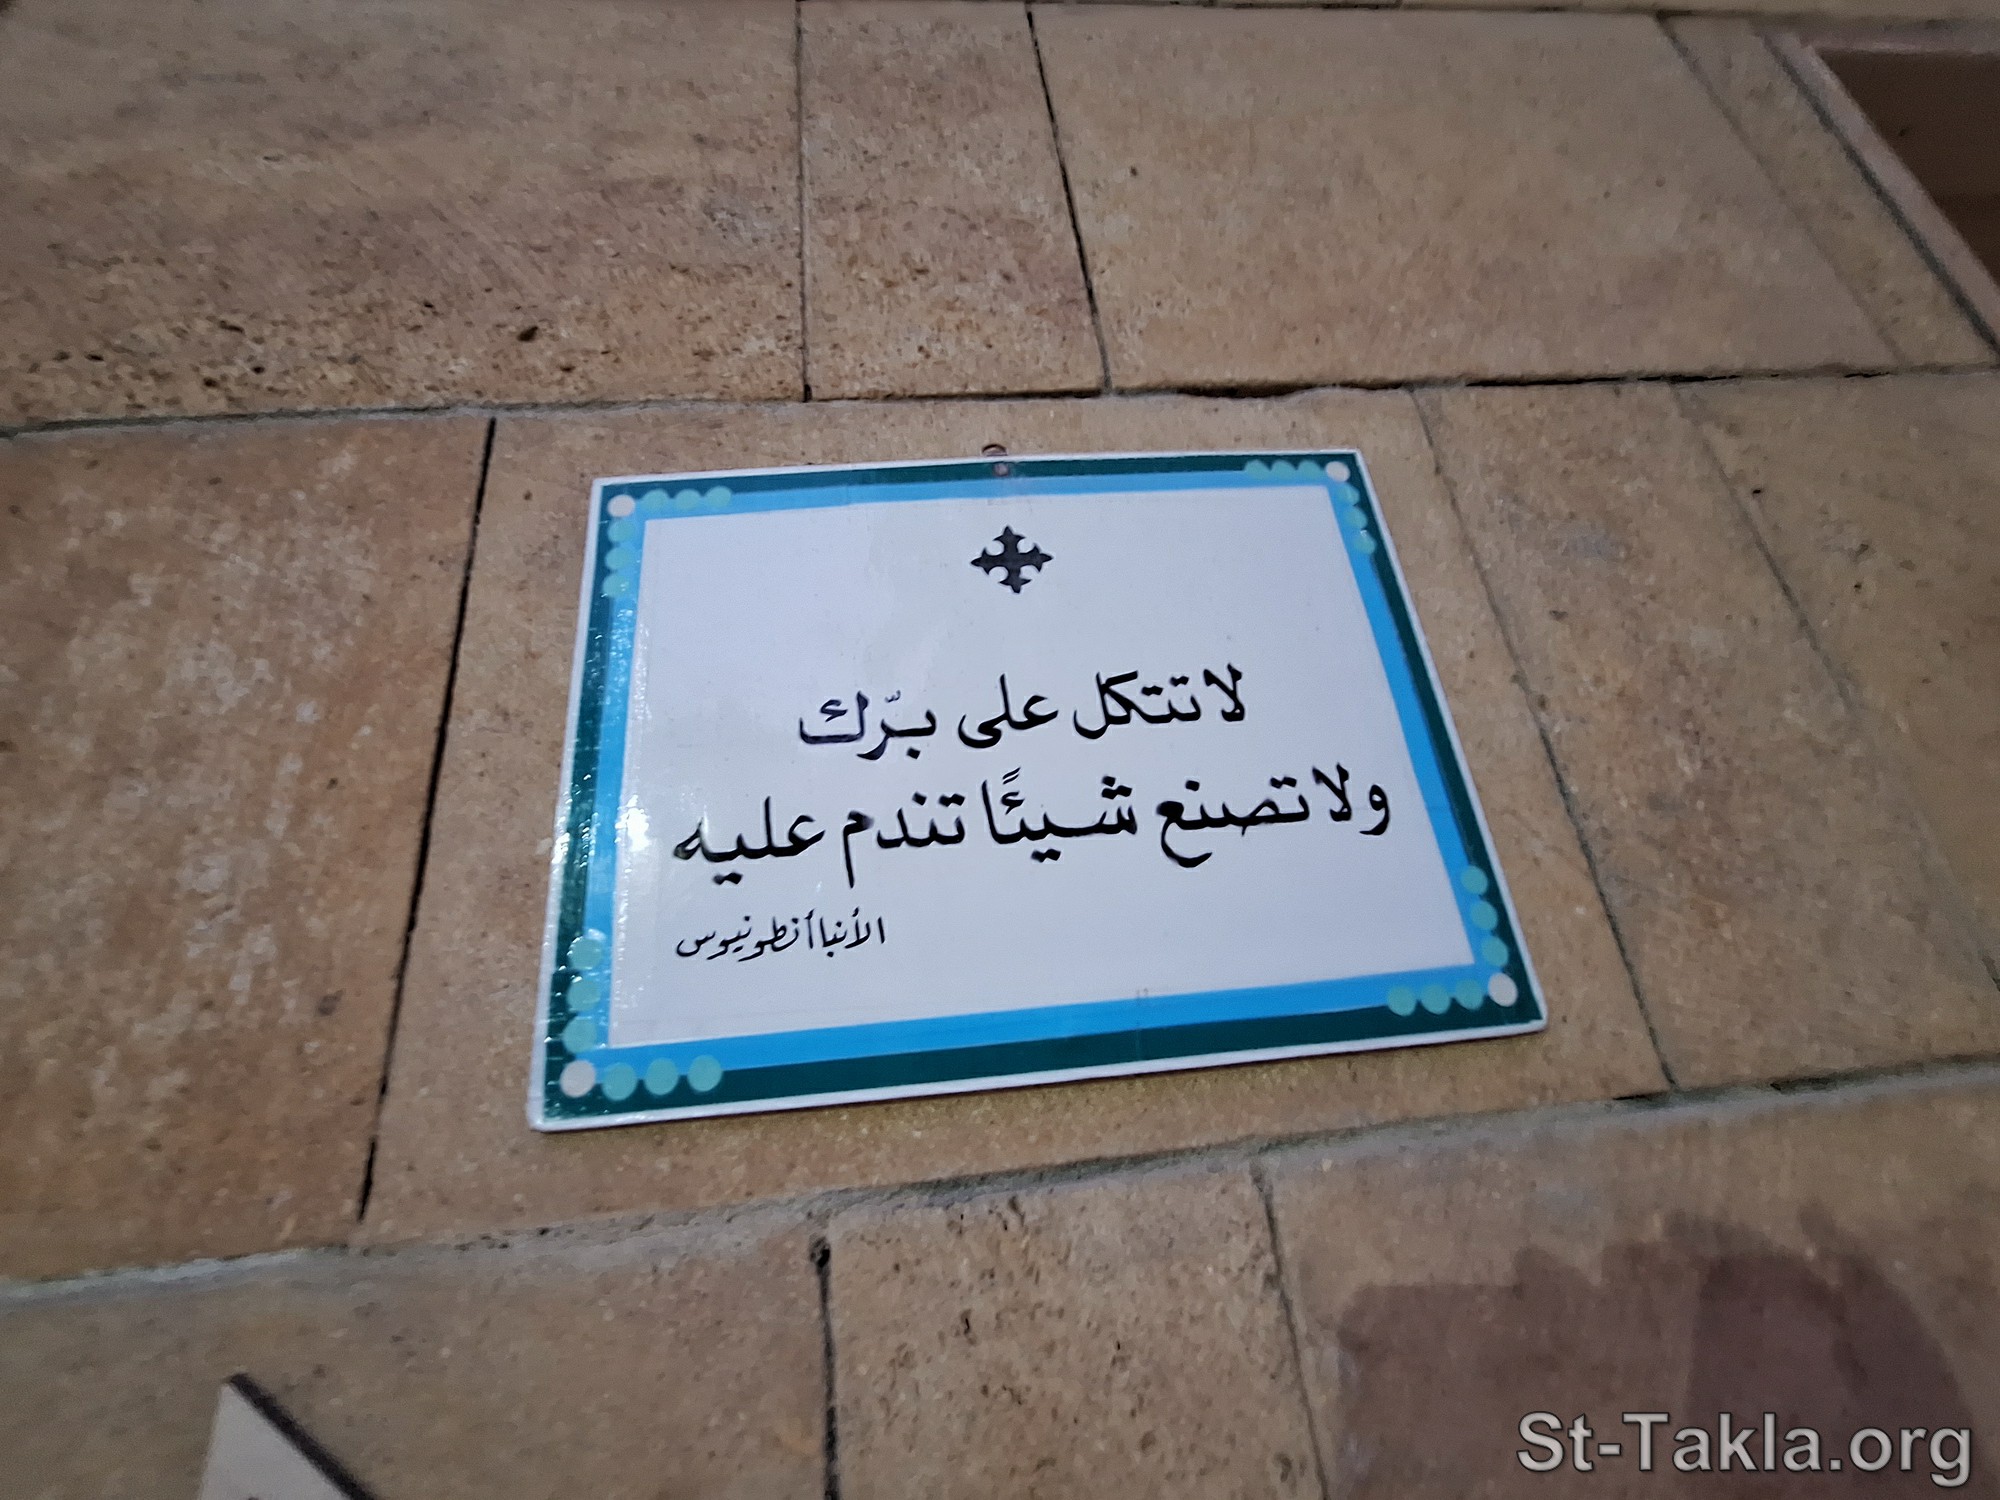 لا تتكل على برّك
ولا تصنع شيئًا تندم عليه
الأنبا أنطونيوس
St-Takla.org